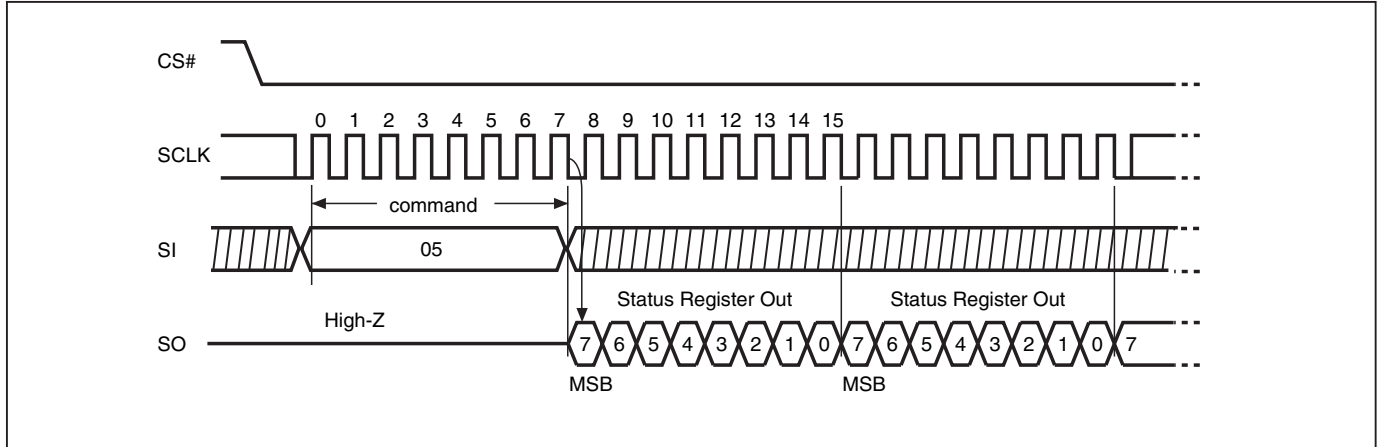 CS#
0 1 2 3 4 5 6 7 8 9 10 11 12 13 14 15
SCLK
command
SI
05
Status Register Out Status Register Out
High-Z
SO
7 6 5 4 3 2 1 0 7 6 5 4 3 2 1 0 7
MSB MSB